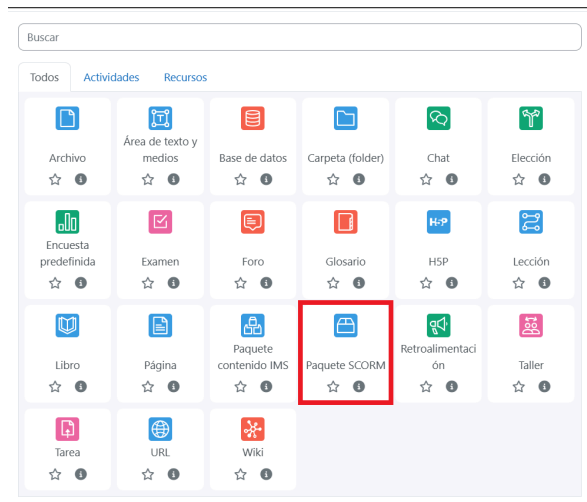 Buscar
Todos Actividades Recursos
Archivo
Área de texto y
medios
Base de datos
Carpeta (folder)
Chat
Elección
Encuesta
predefinida
Examen
Foro
Glosario
H-P
H5P
Lección
Libro
Página
Paquete
contenido IMS
Paquete SCORM
Retroalimentaci
ón
Taller
Tarea
URL
Wiki